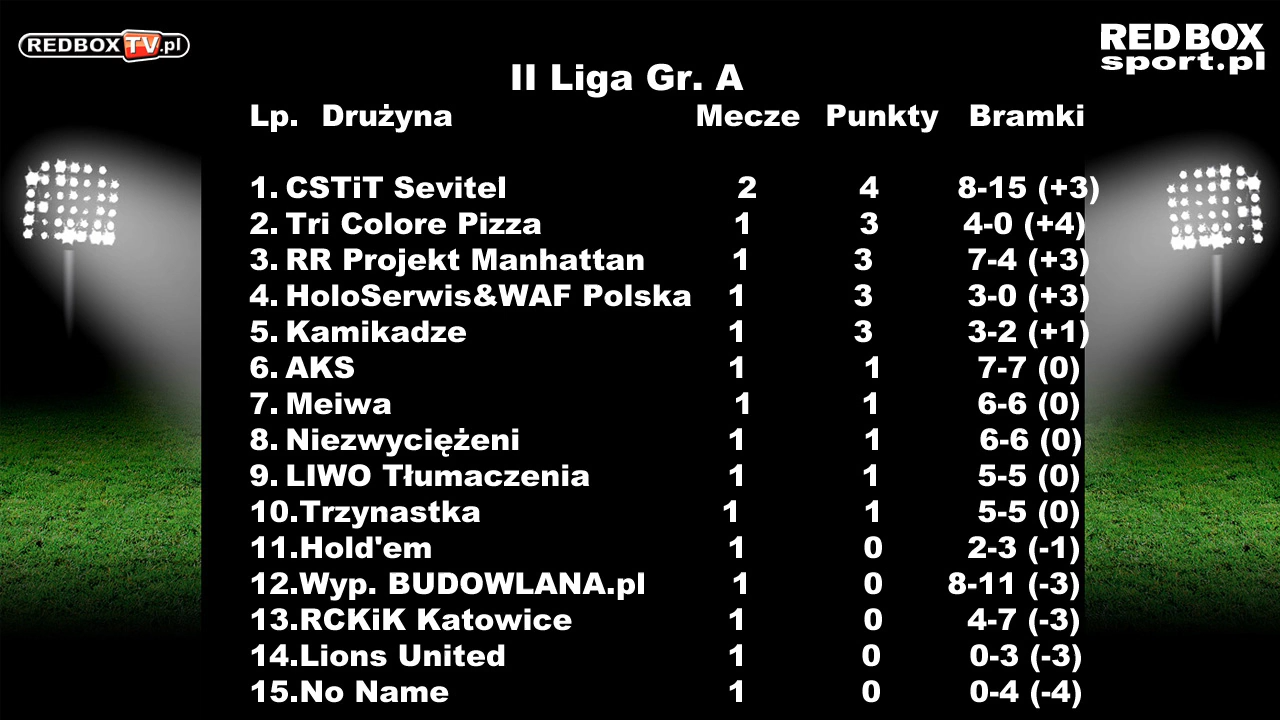 REDBOX TV.pl
RED BOX
sport.pl
II Liga Gr. A
Lp. Drużyna Mecze Punkty Bramki
1. CSTiT Sevitel 2 4 8-15 (+3)
2. Tri Colore Pizza 1 3 4-0 (+4)
3. RR Projekt Manhattan 1 3 7-4 (+3)
4. HoloSerwis&WAF Polska 1 3 3-0 (+3)
5. Kamikadze 1 3 3-2 (+1)
6. AKS 1 1 7-7 (0)
7. Meiwa 1 1 6-6 (0)
8. Niezwyciężeni 1 1 6-6 (0)
9. LIWO Tłumaczenia 1 1 5-5 (0)
10.Trzynastka 1 1 5-5 (0)
11.Hold'em 1 0 2-3 (-1)
12.Wyp. BUDOWLANA.pl 1 0 8-11 (-3)
13.RCKiK Katowice 1 0 4-7 (-3)
14.Lions United 1 0 0-3 (-3)
15.No Name 1 0 0-4 (-4)